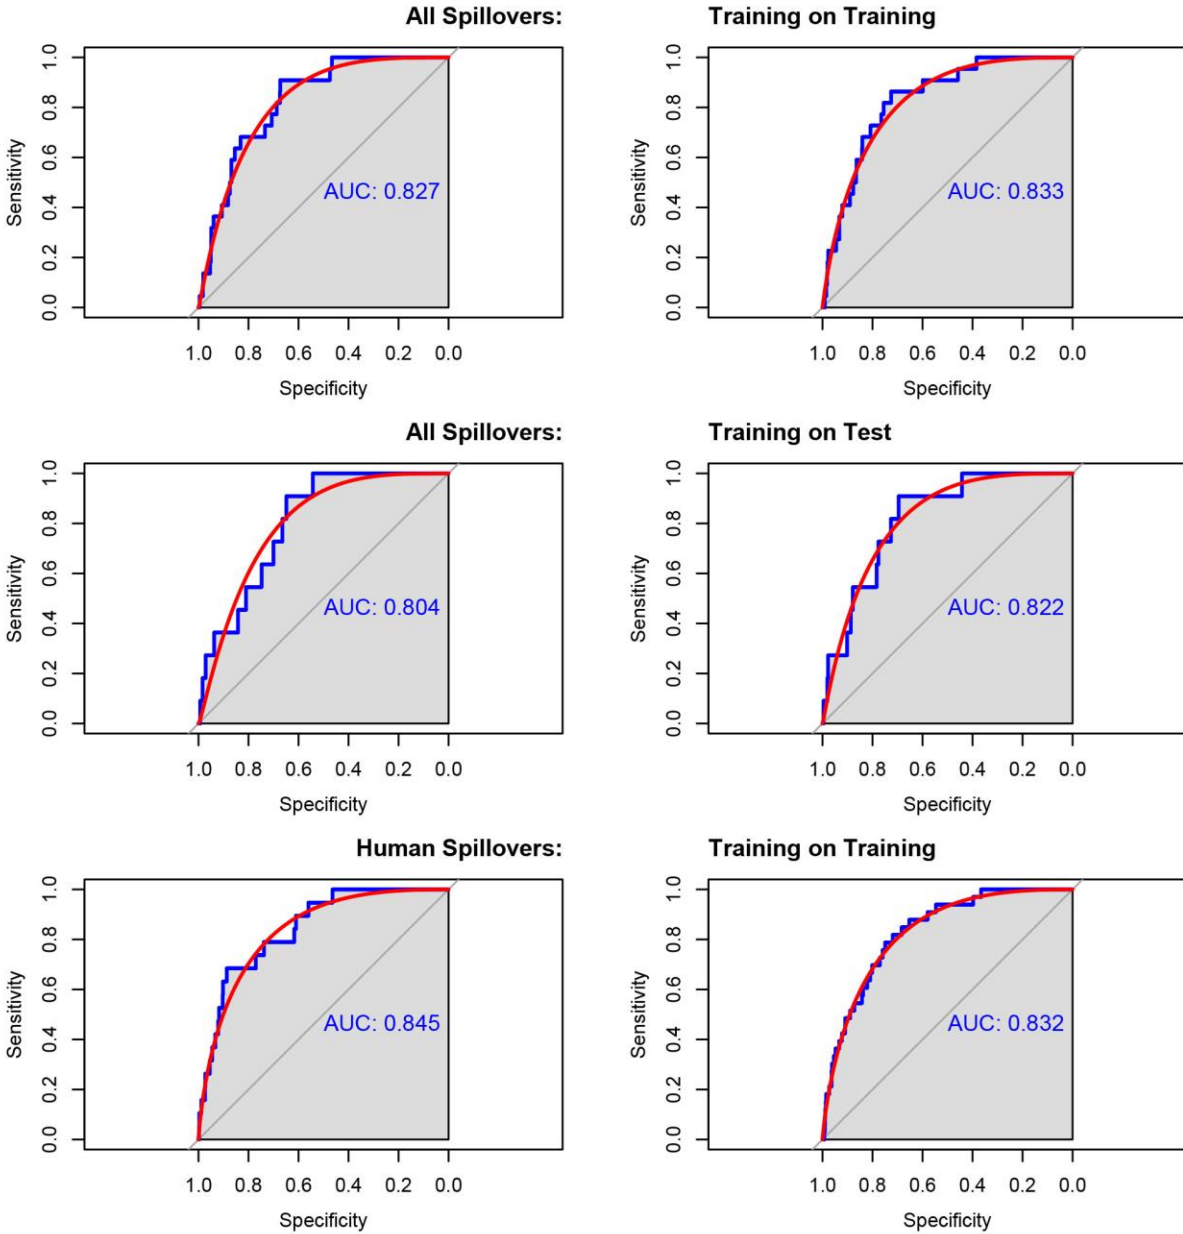 All Spillovers:
Training on Training
Sensitivity
0.0 0.2 0.4 0.6 0.8 1.0
AUC: 0.827
1.0 0.8 0.6 0.4 0.2 0.0
Specificity
Sensitivity
0.0 0.2 0.4 0.6 0.8 1.0
AUC: 0.833
1.0 0.8 0.6 0.4 0.2 0.0
Specificity
All Spillovers:
Training on Test
Sensitivity
0.0 0.2 0.4 0.6 0.8 1.0
AUC: 0.804
1.0 0.8 0.6 0.4 0.2 0.0
Specificity
Sensitivity
0.0 0.2 0.4 0.6 0.8 1.0
AUC: 0.822
1.0 0.8 0.6 0.4 0.2 0.0
Specificity
Human Spillovers:
Training on Training
Sensitivity
0.0 0.2 0.4 0.6 0.8 1.0
AUC: 0.845
1.0 0.8 0.6 0.4 0.2 0.0
Specificity
Sensitivity
0.0 0.2 0.4 0.6 0.8 1.0
AUC: 0.832
1.0 0.8 0.6 0.4 0.2 0.0
Specificity